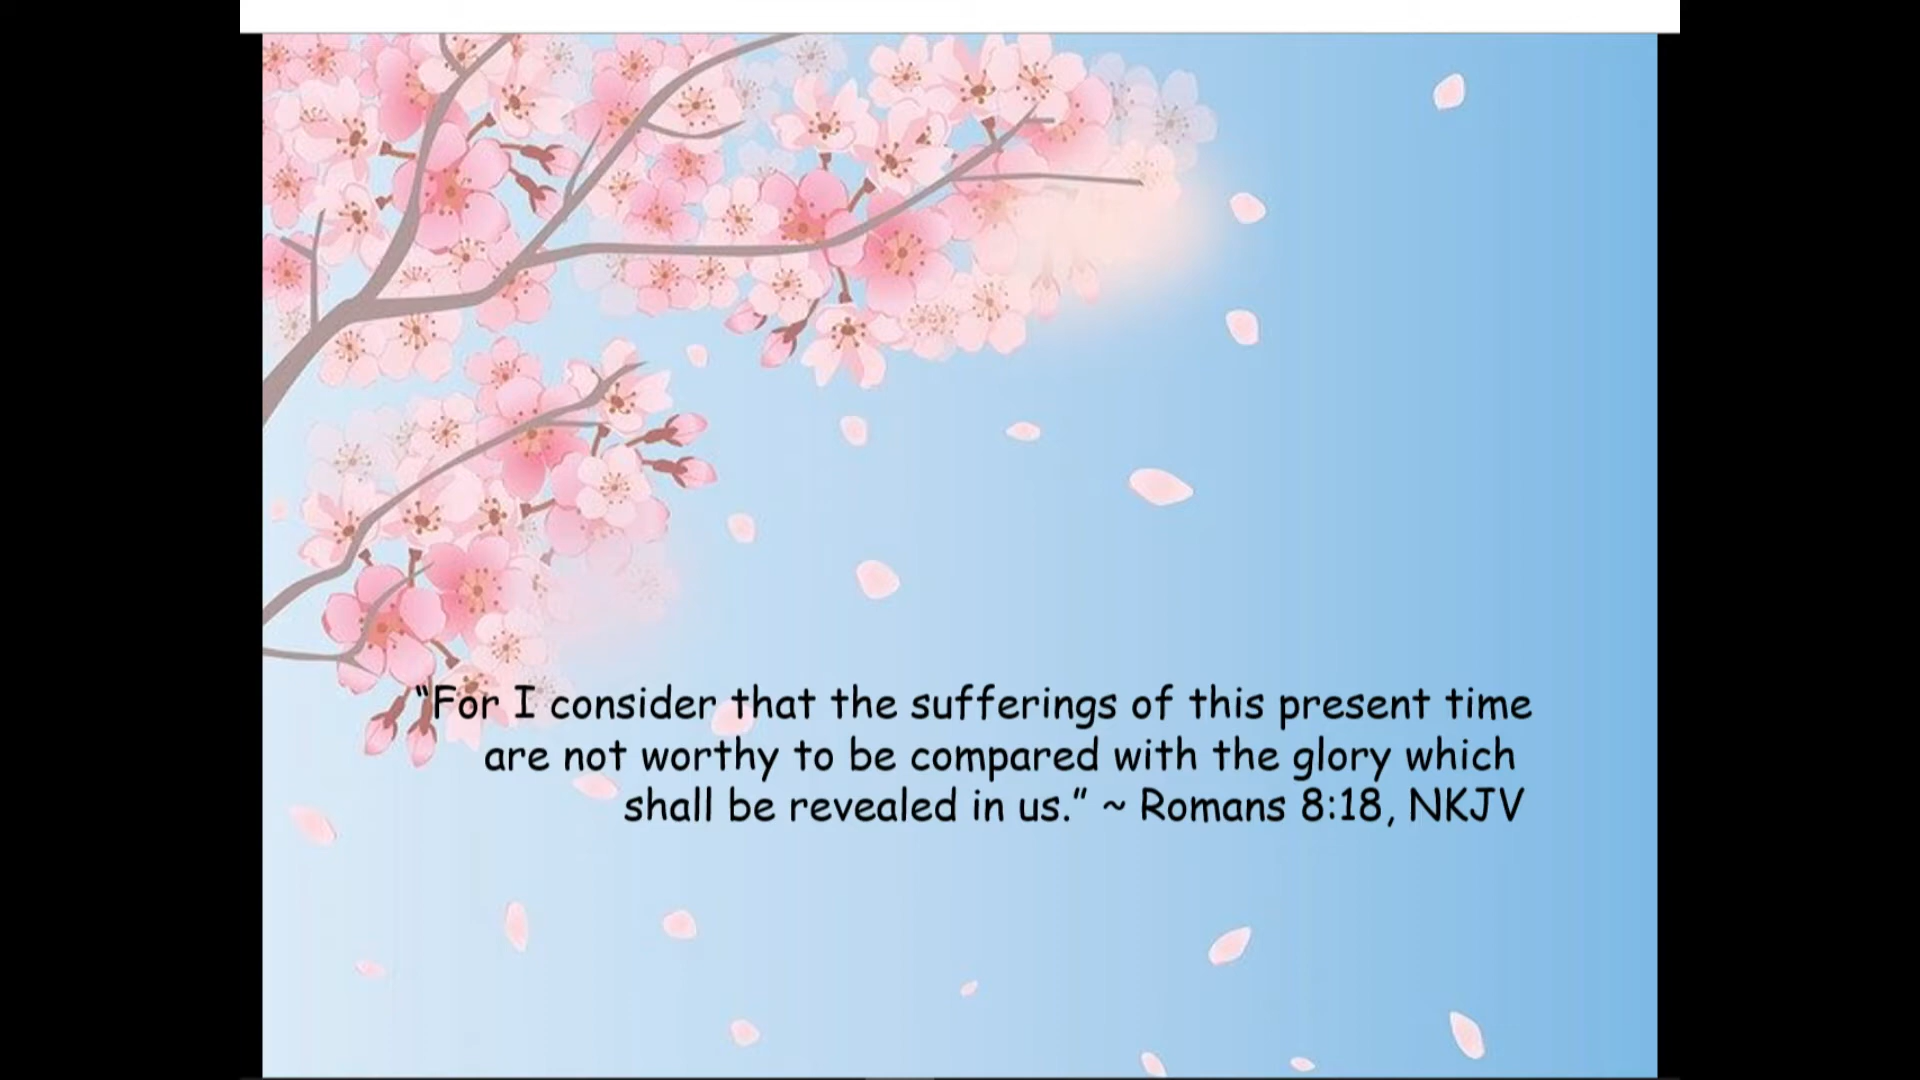 “For I consider that the sufferings of this present time
are not worthy to be compared with the glory which
shall be revealed in us.” ~ Romans 8:18, NKJV